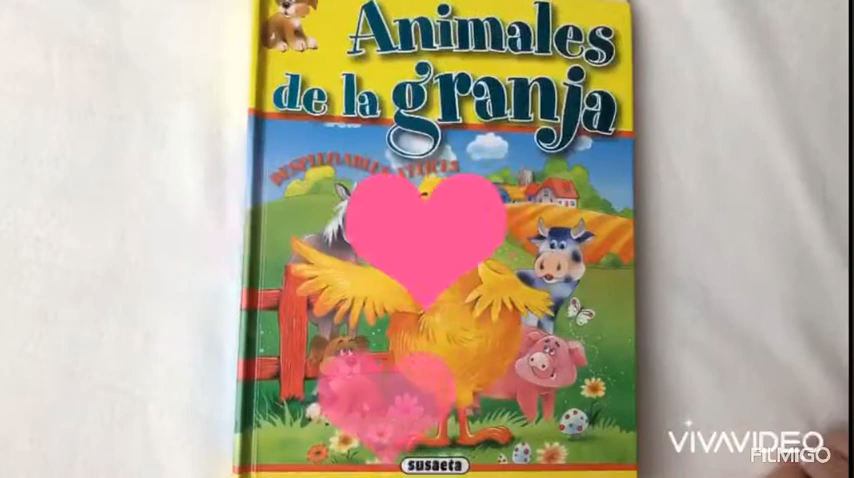 Animales
de la granja
susaeta
VIVAVIDEO
FILMIGO